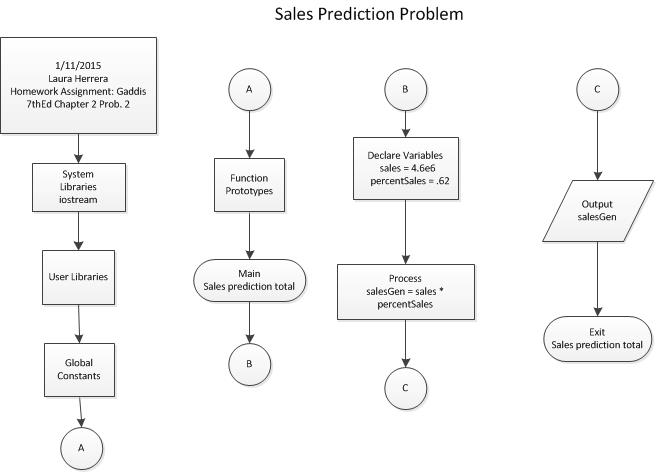 Sales Prediction Problem
1/11/2015
Laura Herrera
Homework Assignment: Gaddis
7thEd Chapter 2 Prob. 2
System
Libraries
iostream
User Libraries
Global
Constants
A
A
Function
Prototypes
Main
Sales prediction total
B
B
Declare Variables
sales = 4.6e6
percentSales = .62
Process
salesGen = sales *
percentSales
C
C
Output
salesGen
Exit
Sales prediction total